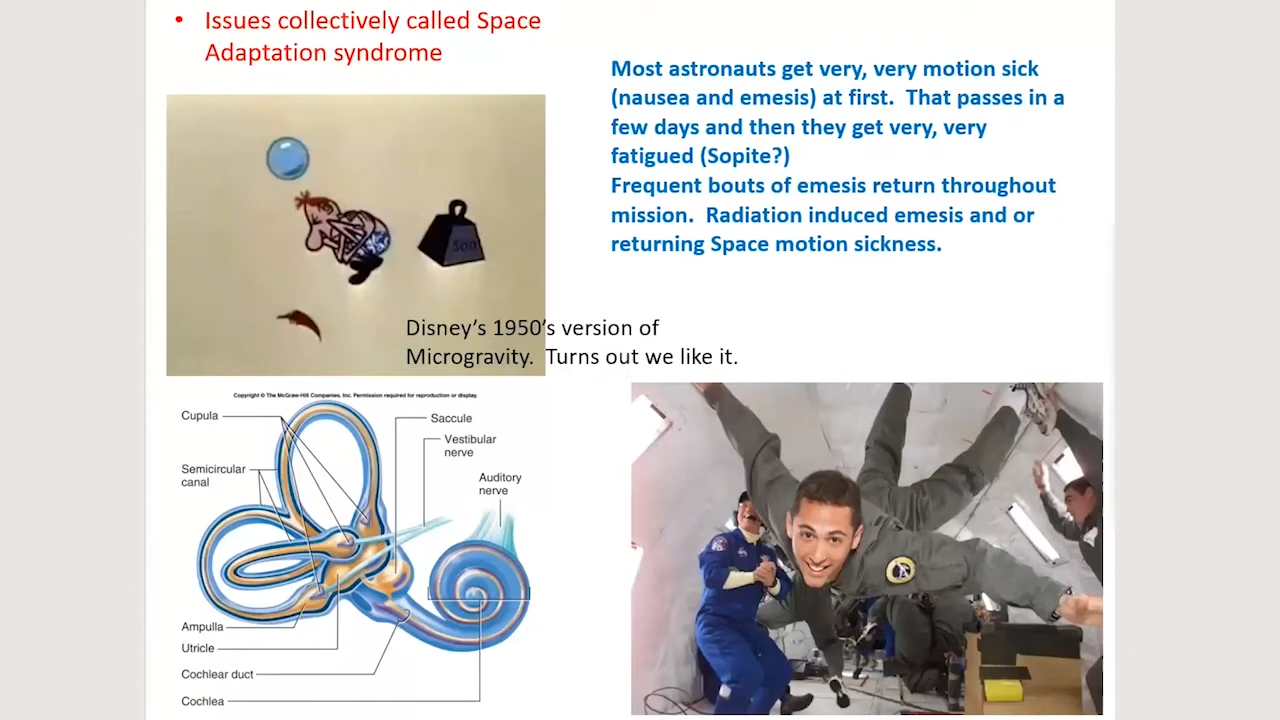 • Issues collectively called Space
Adaptation syndrome
Most astronauts get very, very motion sick
(nausea and emesis) at first. That passes in a
few days and then they get very, very
fatigued (Sopite?)
Frequent bouts of emesis return throughout
mission. Radiation induced emesis and or
returning Space motion sickness.
500
Disney's 1950's version of
Microgravity. Turns out we like it.
Copyright © The McGraw-Hill Companies, Inc. Permission required for reproduction or display.
Cupula
Saccule
Vestibular
nerve
Semicircular
canal
Auditory
nerve
Ampulla
Utricle
Cochlear duct
Cochlea